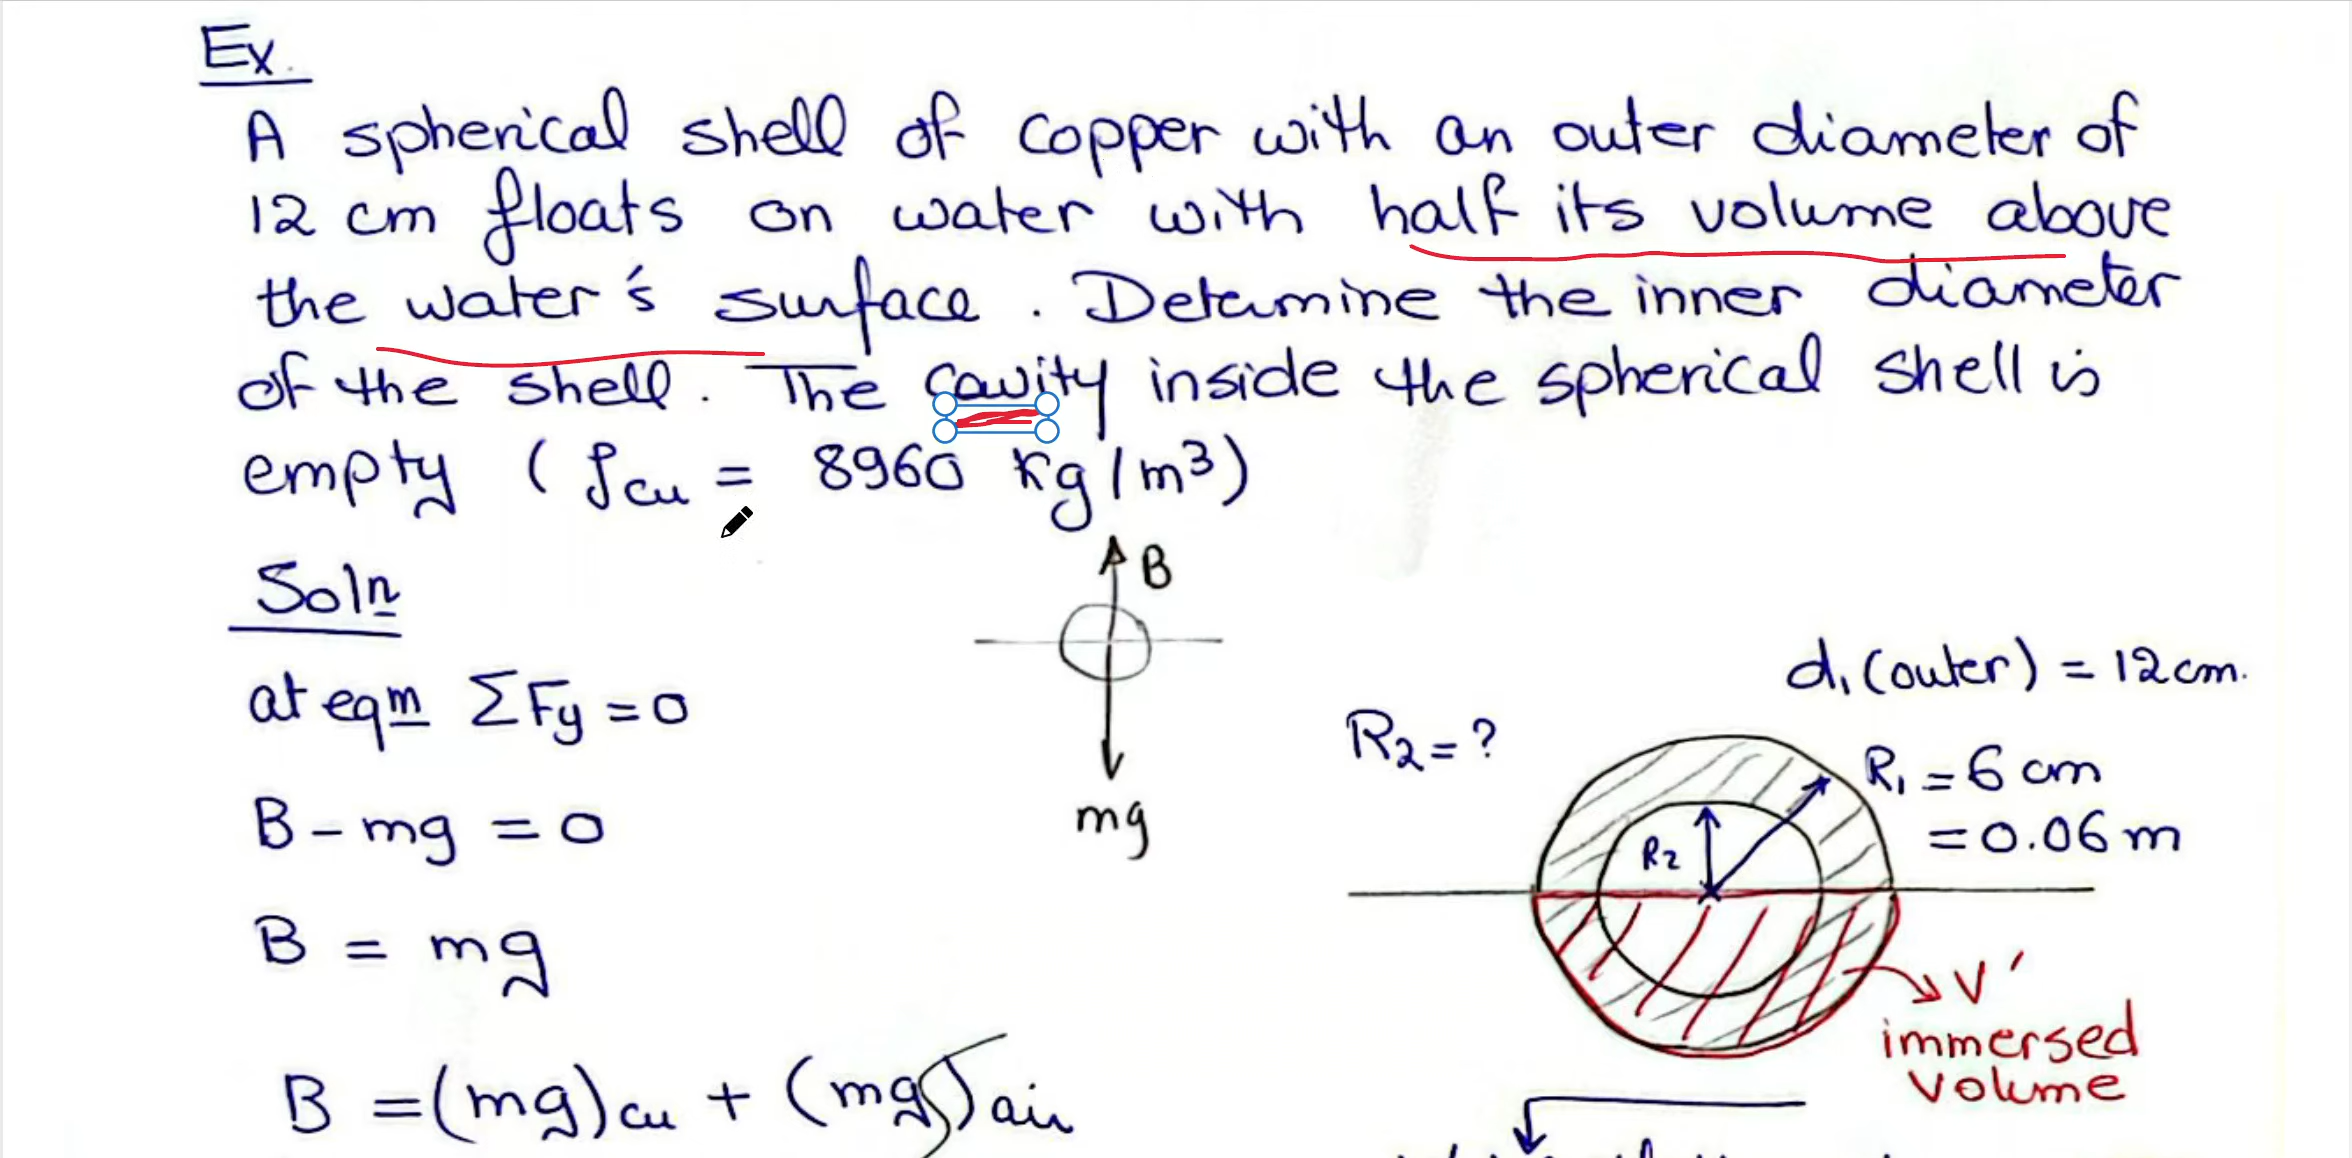 Ex.
A spherical shell of copper with an outer diameter of
12 cm floats on water with half its volume above
the water's surface. Determine the inner diameter
of the shell. The cavity inside the spherical shell is
empty (ρcu = 8960 kg/m³)
Soln
at eqm ΣFy = 0
B - mg = 0
B = mg
B = (mg)cu + (mg)air
B
mg
d₁ (outer) = 12 cm.
R₂ = ?
R₁ = 6 cm
= 0.06 m
R₂
V'
immersed
volume